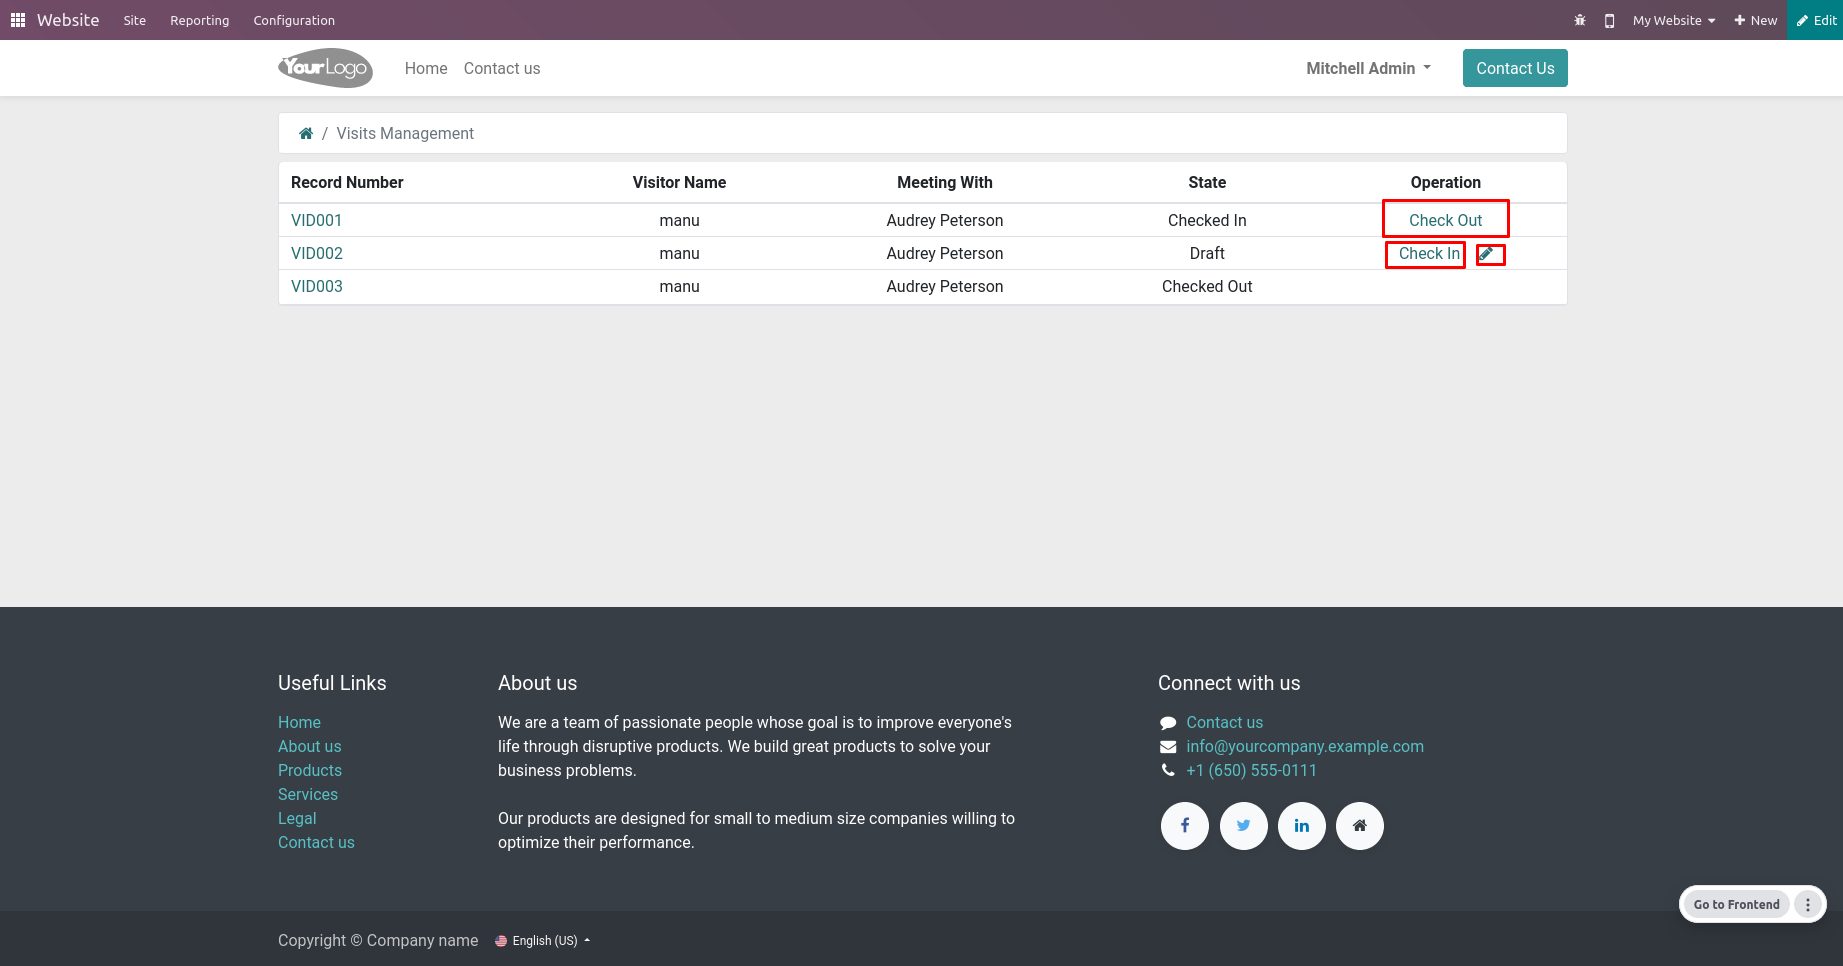 Website Site Reporting Configuration My Website New Edit
YourLogo Home Contact us Mitchell Admin Contact Us
/ Visits Management
Record Number Visitor Name Meeting With State Operation
VID001 manu Audrey Peterson Checked In Check Out
VID002 manu Audrey Peterson Draft Check In
VID003 manu Audrey Peterson Checked Out
Useful Links
Home
About us
Products
Services
Legal
Contact us
About us
We are a team of passionate people whose goal is to improve everyone's
life through disruptive products. We build great products to solve your
business problems.
Our products are designed for small to medium size companies willing to
optimize their performance.
Connect with us
Contact us
info@yourcompany.example.com
+1 (650) 555-0111
Go to Frontend
Copyright © Company name English (US)